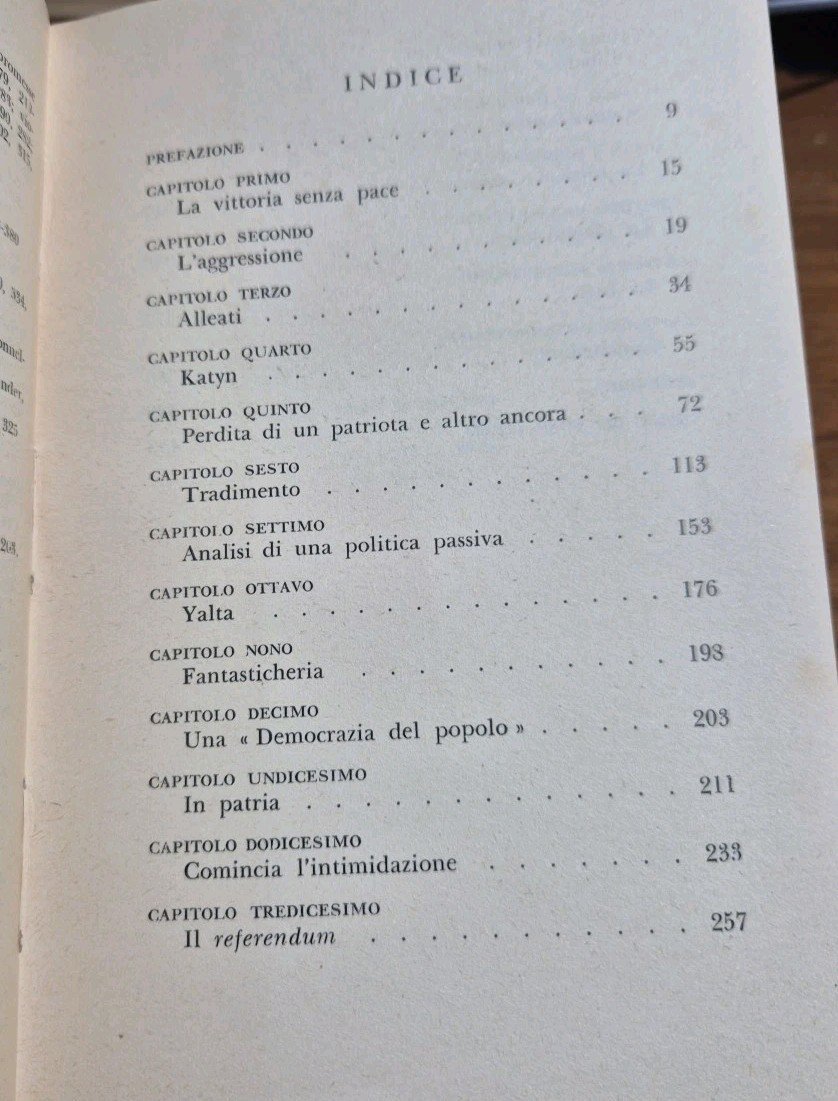 INDICE
PREFAZIONE . . . . . . . . . . . . . . 9
CAPITOLO PRIMO
La vittoria senza pace . . . . . . . . 15
CAPITOLO SECONDO
L'aggressione . . . . . . . . . . . 19
CAPITOLO TERZO
Alleati . . . . . . . . . . . . . . 34
CAPITOLO QUARTO
Katyn . . . . . . . . . . . . . . 55
CAPITOLO QUINTO
Perdita di un patriota e altro ancora . . . 72
CAPITOLO SESTO
Tradimento . . . . . . . . . . . . 113
CAPITOLO SETTIMO
Analisi di una politica passiva . . . . . 153
CAPITOLO OTTAVO
Yalta . . . . . . . . . . . . . . 176
CAPITOLO NONO
Fantasticheria . . . . . . . . . . . 193
CAPITOLO DECIMO
Una « Democrazia del popolo » . . . . . 203
CAPITOLO UNDICESIMO
In patria . . . . . . . . . . . . . 211
CAPITOLO DODICESIMO
Comincia l'intimidazione . . . . . . . 233
CAPITOLO TREDICESIMO
Il referendum . . . . . . . . . . . 257